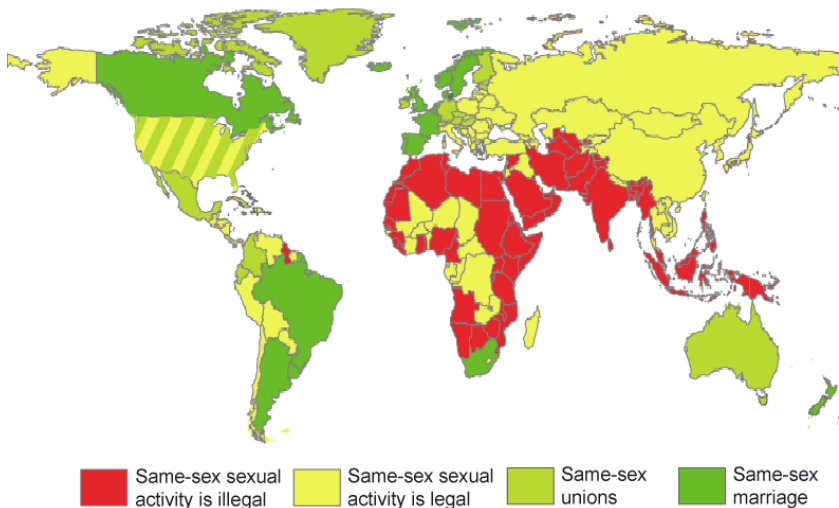 Same-sex sexual
activity is illegal
Same-sex sexual
activity is legal
Same-sex
unions
Same-sex
marriage